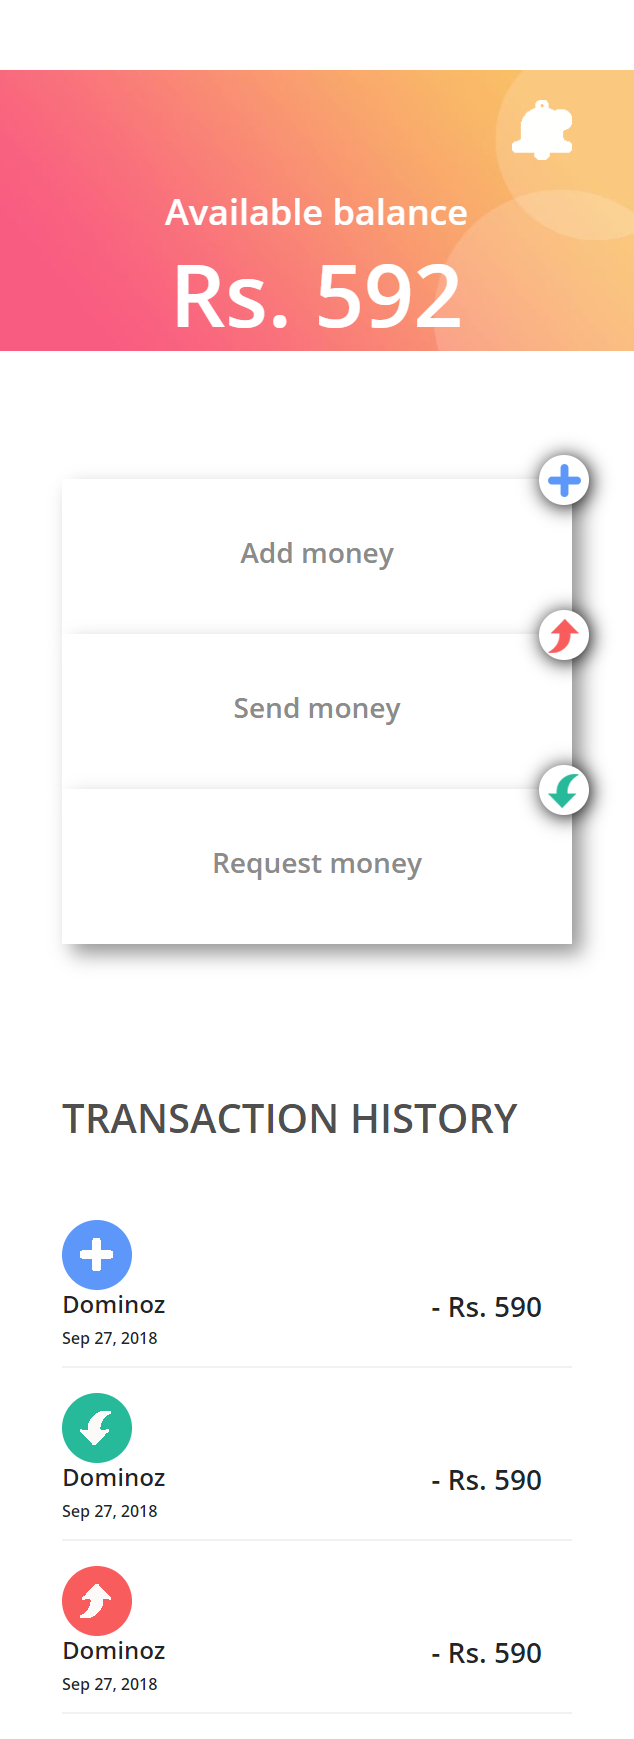 Available balance
Rs. 592
Add money
Send money
Request money
TRANSACTION HISTORY
Dominoz
- Rs. 590
Sep 27, 2018
Dominoz
- Rs. 590
Sep 27, 2018
Dominoz
- Rs. 590
Sep 27, 2018